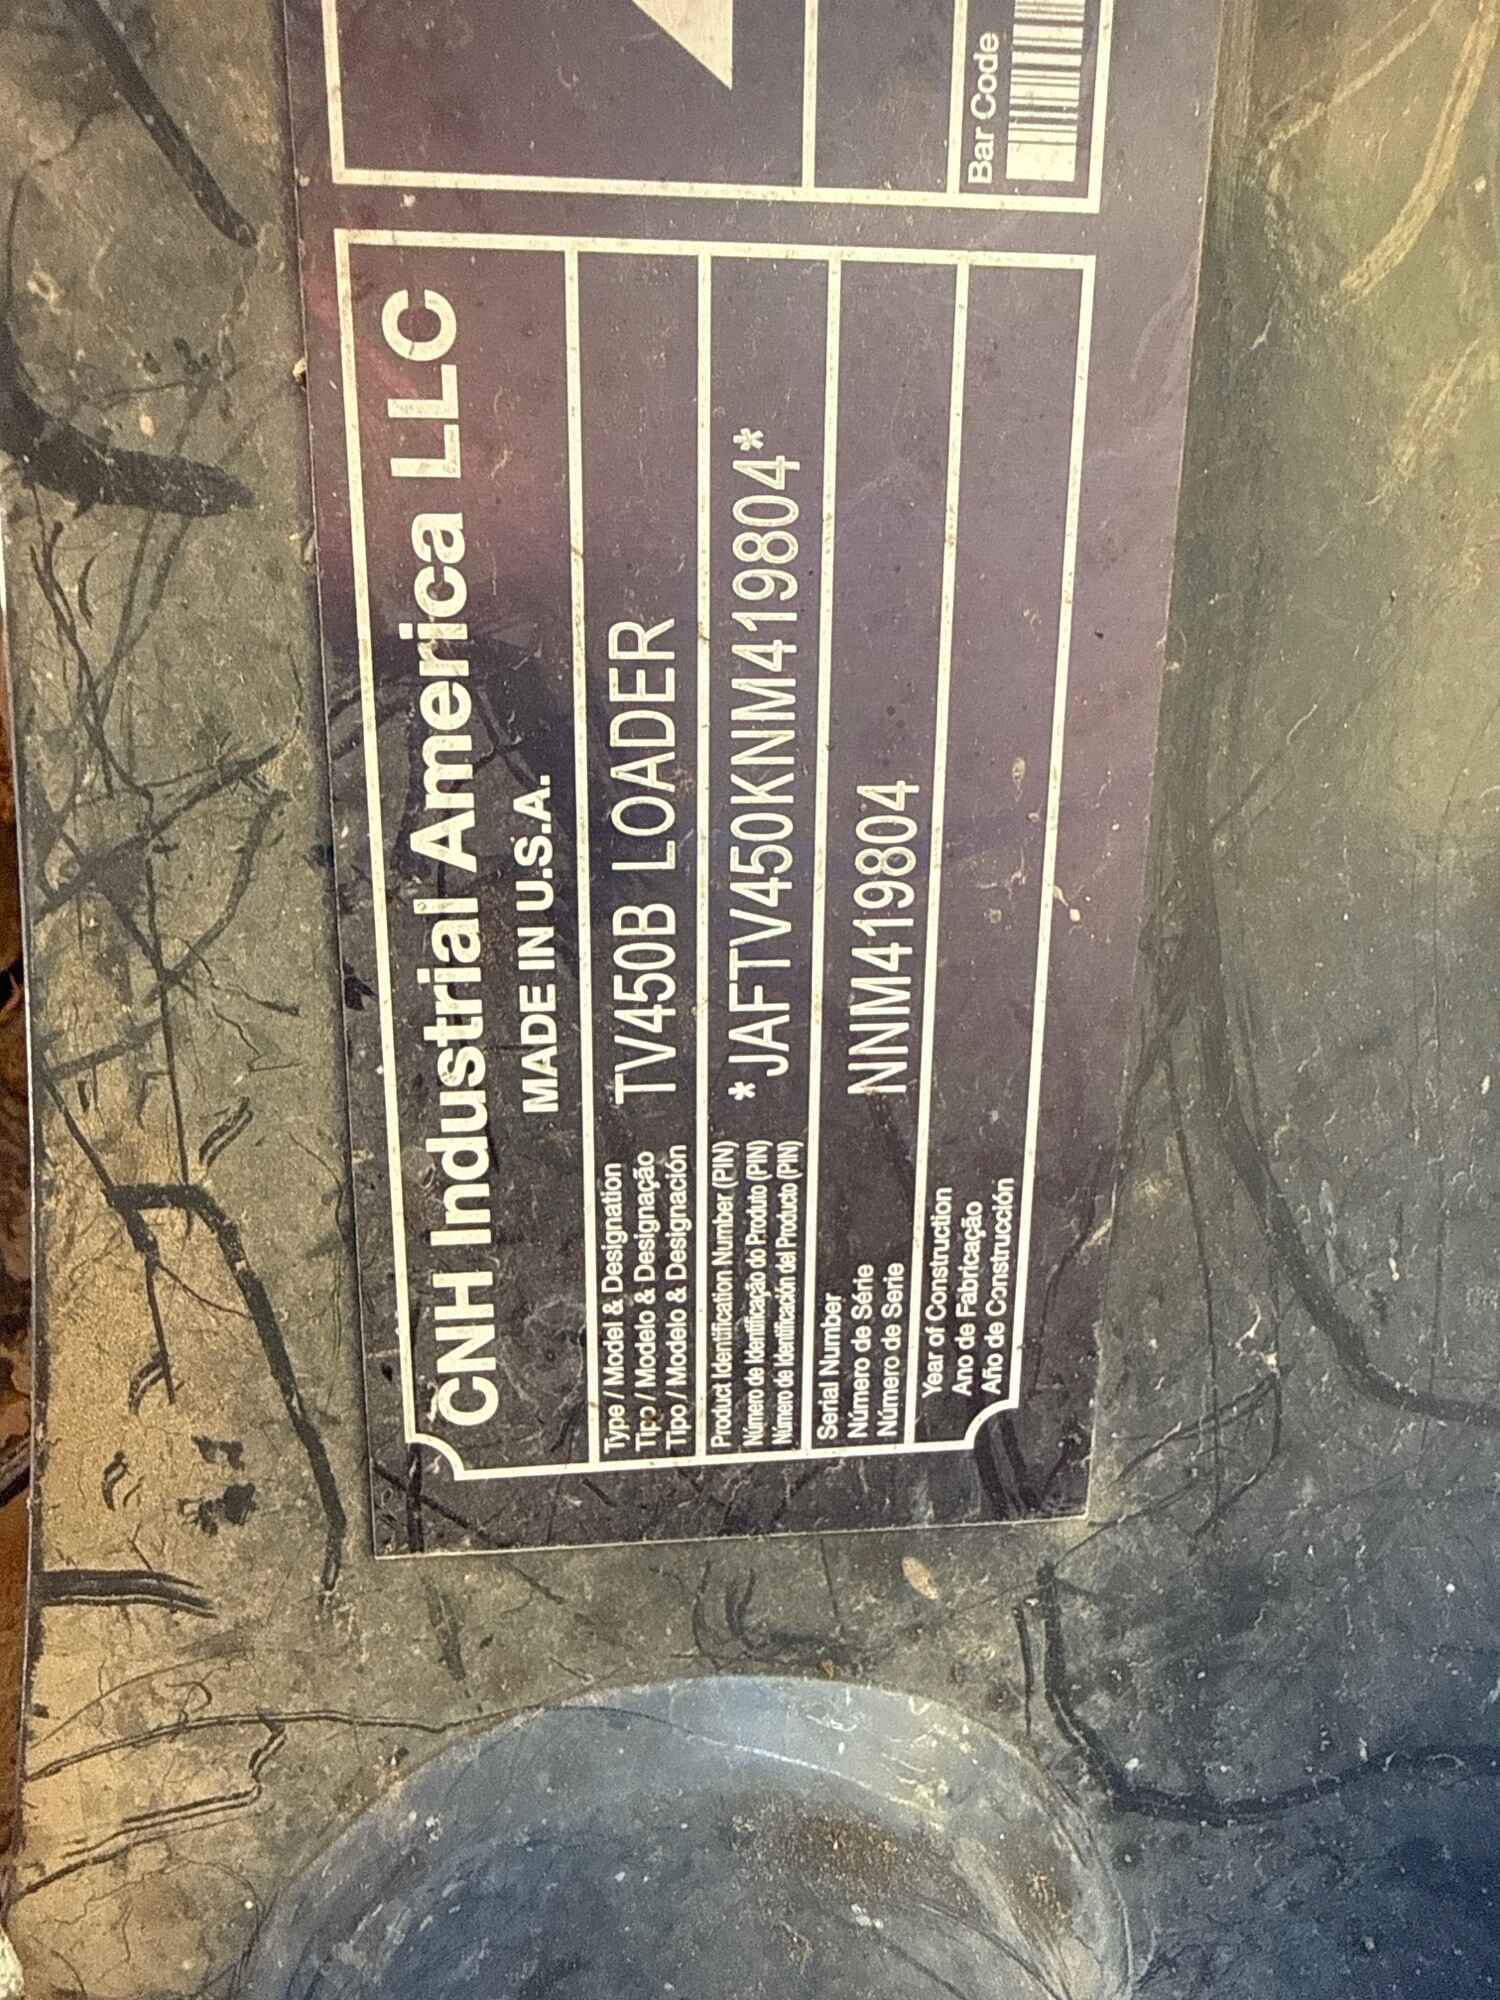 CNH Industrial America LLC
MADE IN U.S.A.
Type / Model & Designation
Tipo / Modelo & Designação
Tipo / Modelo & Designación
TV450B LOADER
Product Identification Number (PIN)
Número de Identificação do Produto (PIN)
Número de Identificación del Producto (PIN)
*JAFTV450KNM419804*
Serial Number
Número de Série
Número de Serie
NNM419804
Year of Construction
Ano de Fabricação
Año de Construcción
Bar Code